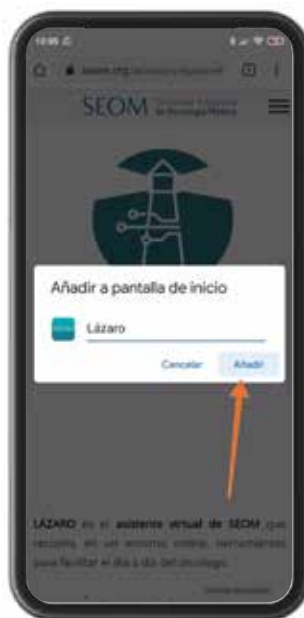 SEOM
Añadir a pantalla de inicio
Lázaro
Cancelar Añadir
LÁZARO es el asistente virtual de SEOM que
recopila, en un entorno online, herramientas
para facilitar el día a día del oncólogo.